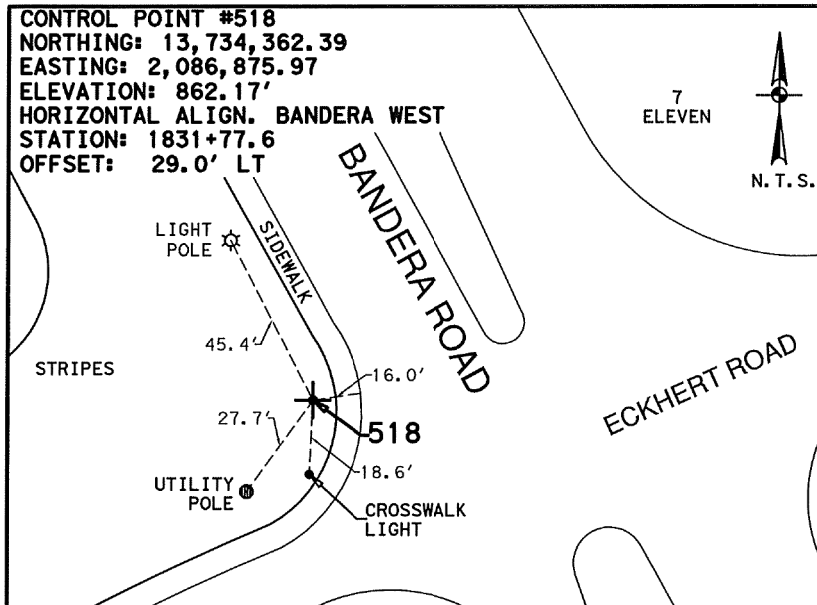 CONTROL POINT #518
NORTHING: 13,734,362.39
EASTING: 2,086,875.97
ELEVATION: 862.17'
HORIZONTAL ALIGN. BANDERA WEST
STATION: 1831+77.6
OFFSET: 29.0' LT
7
ELEVEN
N.T.S.
BANDERA ROAD
LIGHT
POLE
SIDEWALK
45.4'
STRIPES
16.0'
ECKHERT ROAD
27.7'
518
18.6'
UTILITY
POLE
CROSSWALK
LIGHT